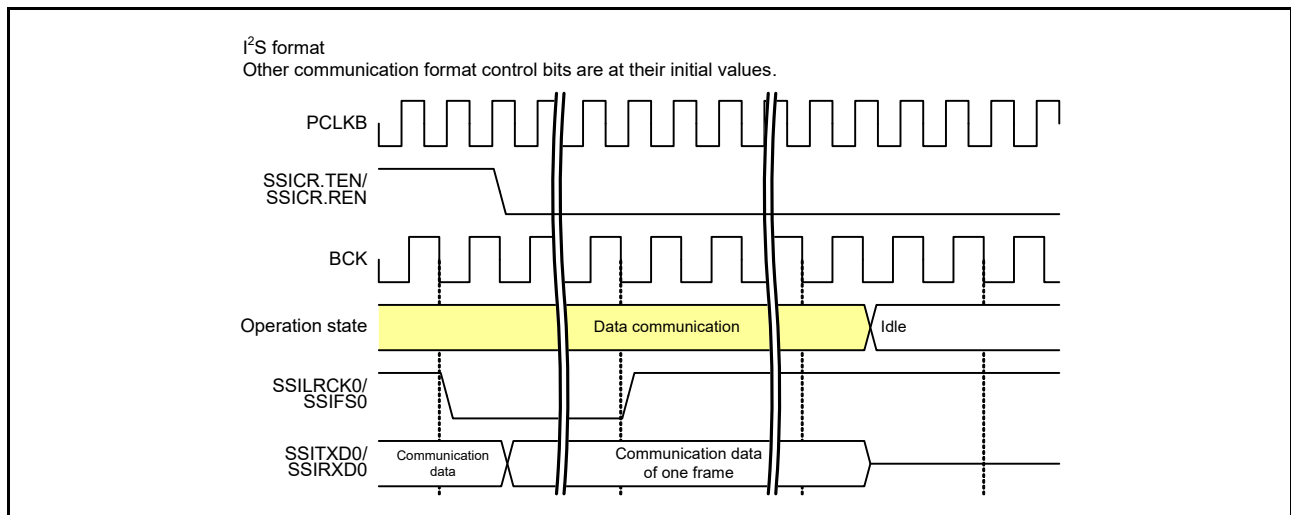 I²S format
Other communication format control bits are at their initial values.
PCLKB
SSICR.TEN/
SSICR.REN
BCK
Operation state
Data communication
Idle
SSILRCK0/
SSIFS0
SSITXD0/
SSIRXD0
Communication
data
Communication data
of one frame